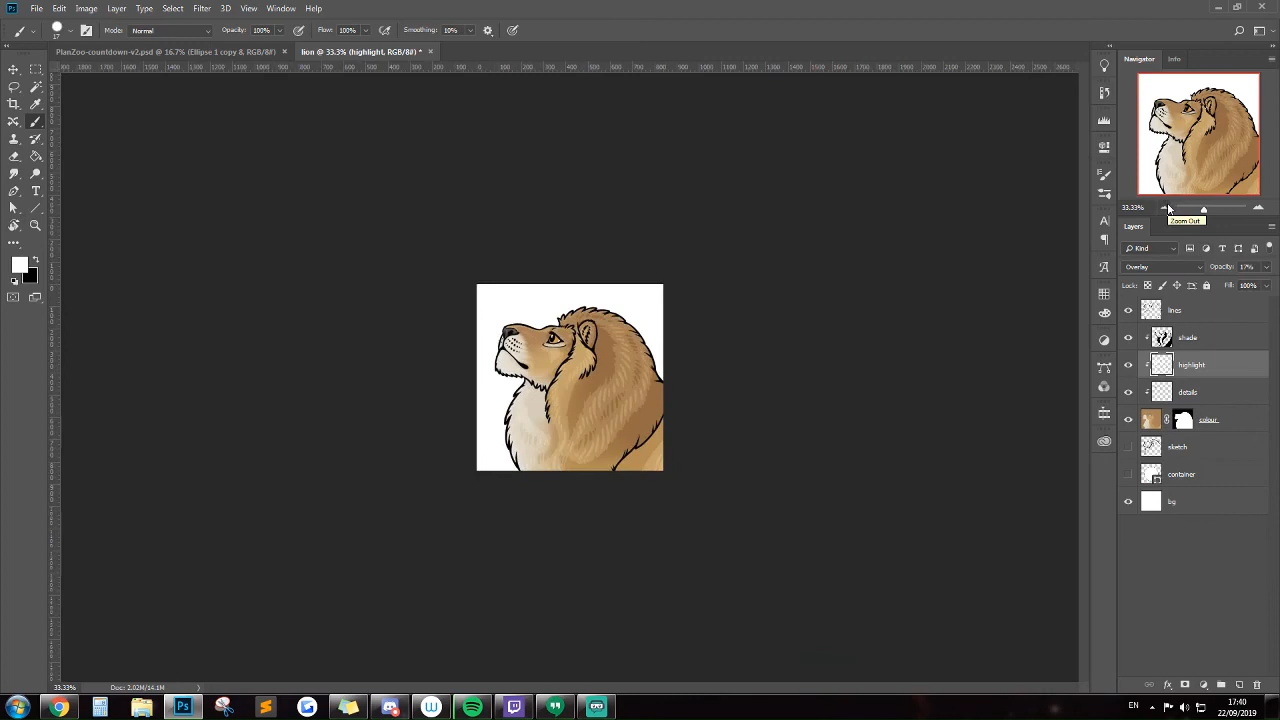 Ps File Edit Image Layer Type Select Filter 3D View Window Help
17 Mode: Normal Opacity: 100% Flow: 100% Smoothing: 10%
PlanZoo-countdown-v2.psd @ 16.7% (Ellipse 1 copy 8, RGB/8#) × lion @ 33.3% (highlight, RGB/8#) * ×
Navigator Info
33.33%
Zoom Out
Layers
Kind
Overlay Opacity: 17%
Lock: Fill: 100%
lines
shade
highlight
details
colour
sketch
container
bg
33.33% Doc: 2.02M/14.1M
Ps EN 17:40
22/09/2019